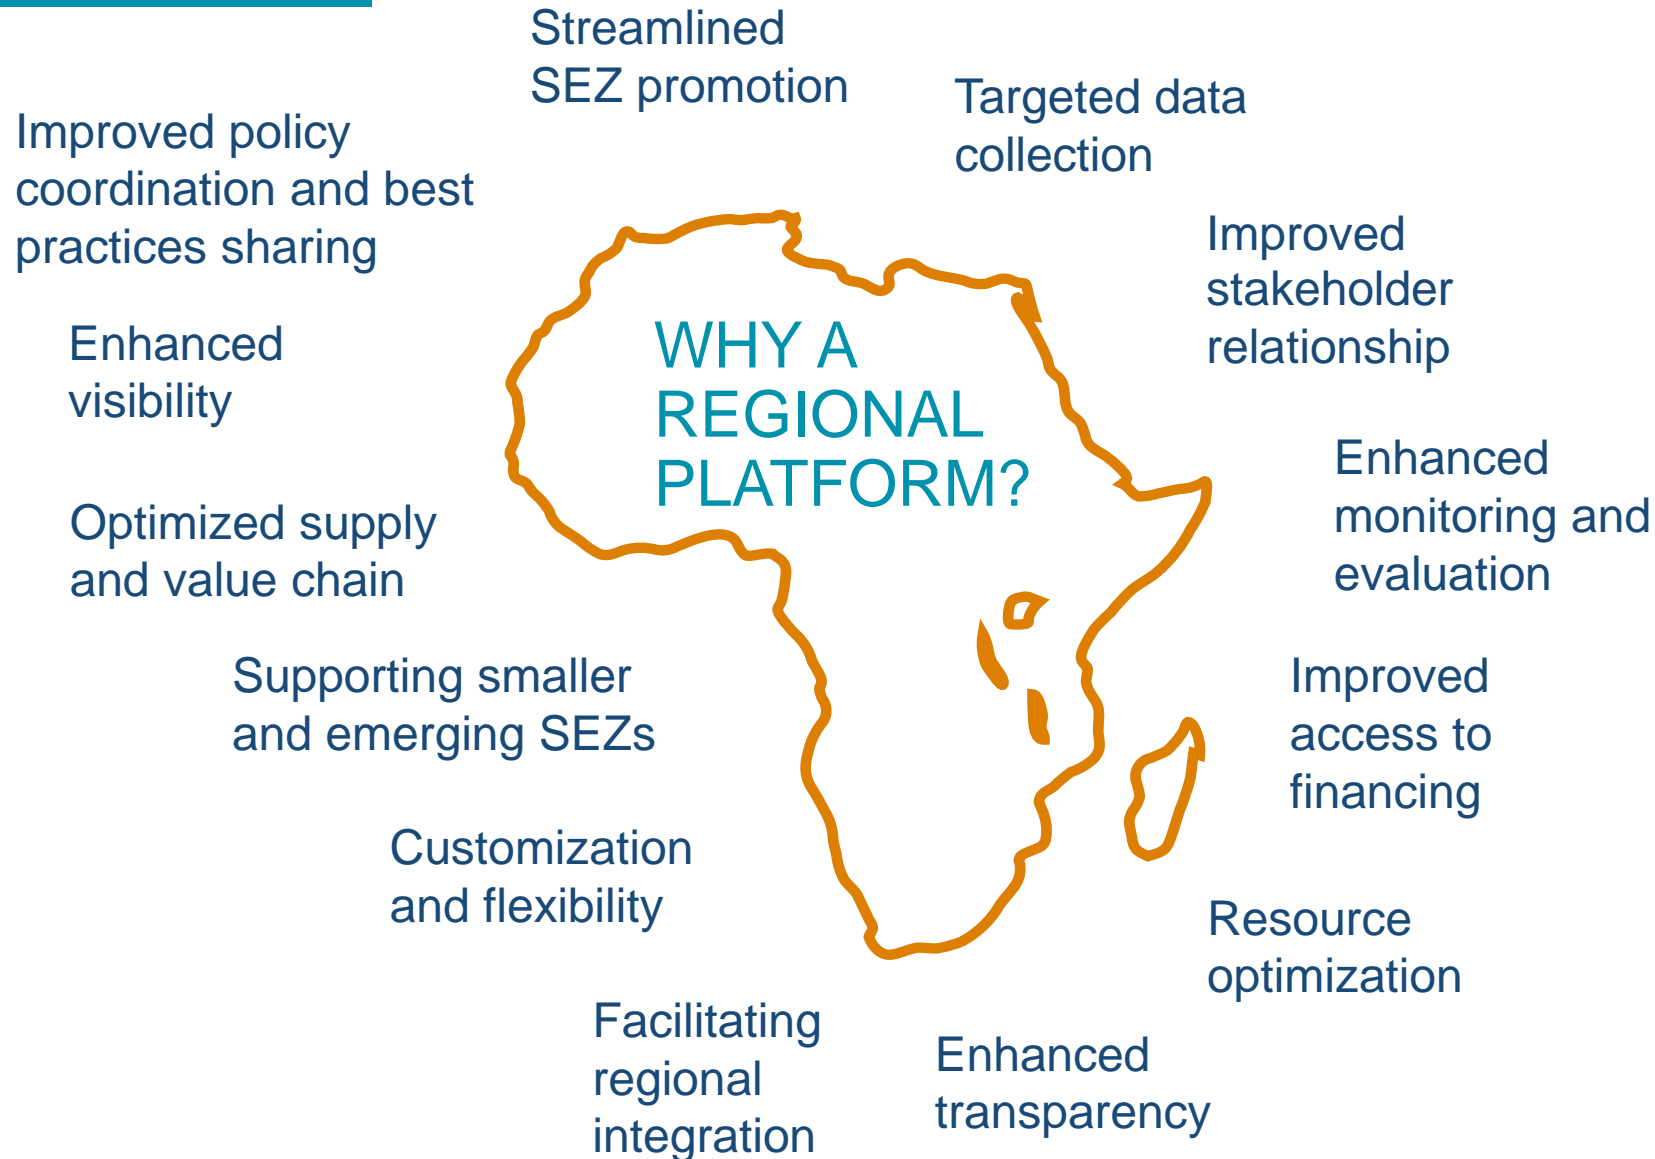 Streamlined
SEZ promotion
Targeted data
collection
Improved policy
coordination and best
practices sharing
Improved
stakeholder
relationship
WHY A
REGIONAL
PLATFORM?
Enhanced
visibility
Enhanced
monitoring and
evaluation
Optimized supply
and value chain
Supporting smaller
and emerging SEZs
Improved
access to
financing
Customization
and flexibility
Resource
optimization
Facilitating
regional
integration
Enhanced
transparency